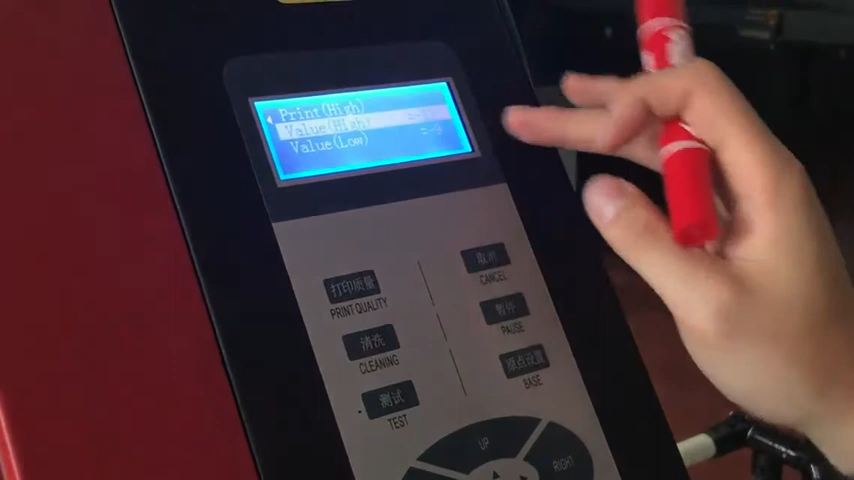 Print(High)
Value(High)
Value(Low)
打印质量
PRINT QUALITY
取消
CANCEL
清洗
CLEANING
暂停
PAUSE
测试
TEST
原点设置
BASE
UP
RIGHT